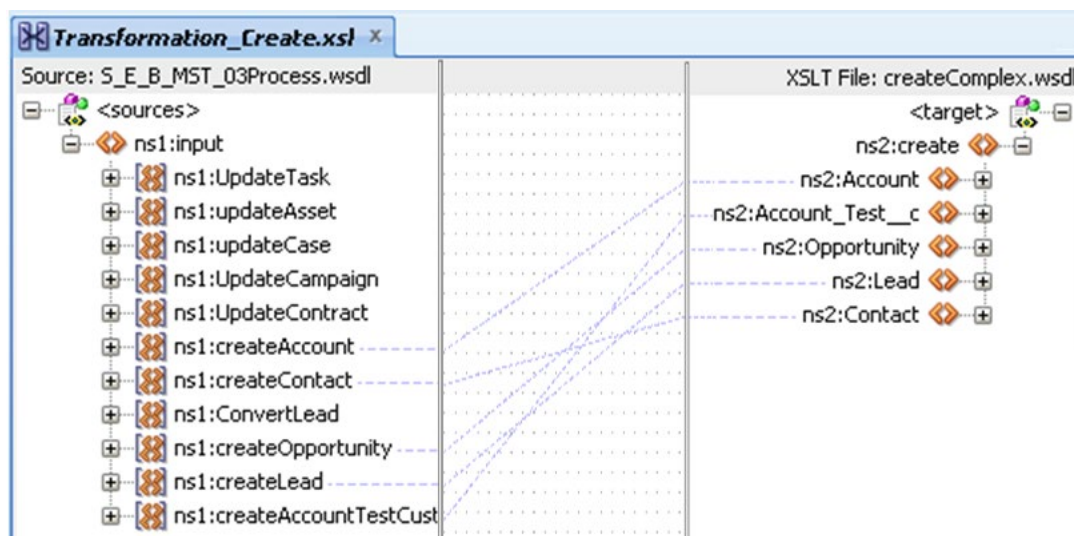 Transformation_Create.xsl x
Source: S_E_B_MST_03Process.wsdl
<sources>
ns1:input
ns1:UpdateTask
ns1:updateAsset
ns1:updateCase
ns1:UpdateCampaign
ns1:UpdateContract
ns1:createAccount
ns1:createContact
ns1:ConvertLead
ns1:createOpportunity
ns1:createLead
ns1:createAccountTestCust
XSLT File: createComplex.wsdl
<target>
ns2:create
ns2:Account
ns2:Account_Test__c
ns2:Opportunity
ns2:Lead
ns2:Contact